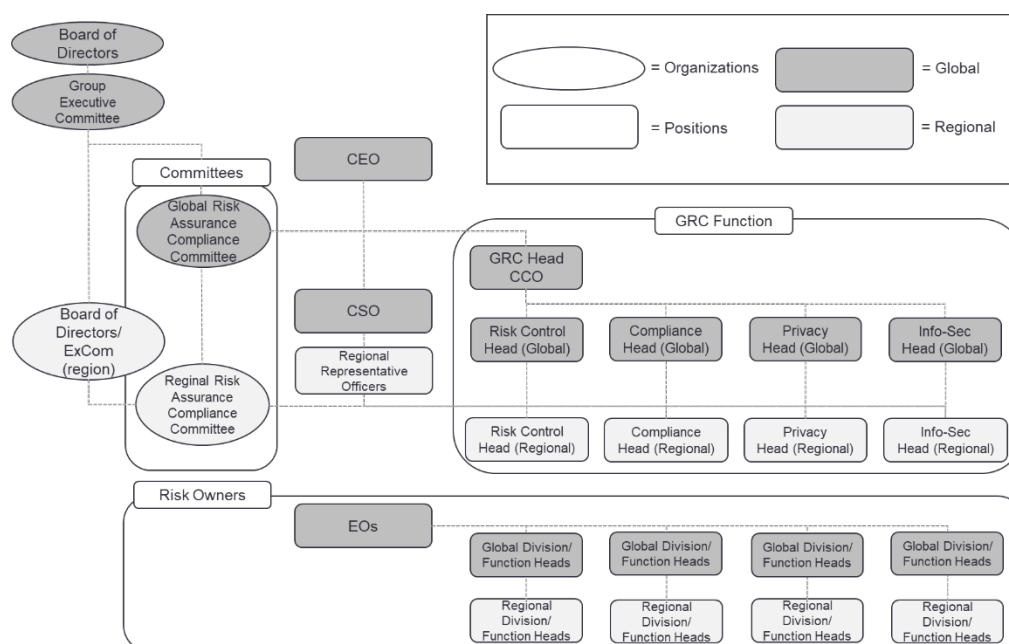 Board of
Directors
Group
Executive
Committee
= Organizations
= Global
= Positions
= Regional
Committees
CEO
Global Risk
Assurance
Compliance
Committee
GRC Function
GRC Head
CCO
Board of
Directors/
ExCom
(region)
CSO
Risk Control
Head (Global)
Compliance
Head (Global)
Privacy
Head (Global)
Info-Sec
Head (Global)
Regional
Representative
Officers
Reginal Risk
Assurance
Compliance
Committee
Risk Control
Head (Regional)
Compliance
Head (Regional)
Privacy
Head (Regional)
Info-Sec
Head (Regional)
Risk Owners
EOs
Global Division/
Function Heads
Global Division/
Function Heads
Global Division/
Function Heads
Global Division/
Function Heads
Regional
Division/
Function Heads
Regional
Division/
Function Heads
Regional
Division/
Function Heads
Regional
Division/
Function Heads